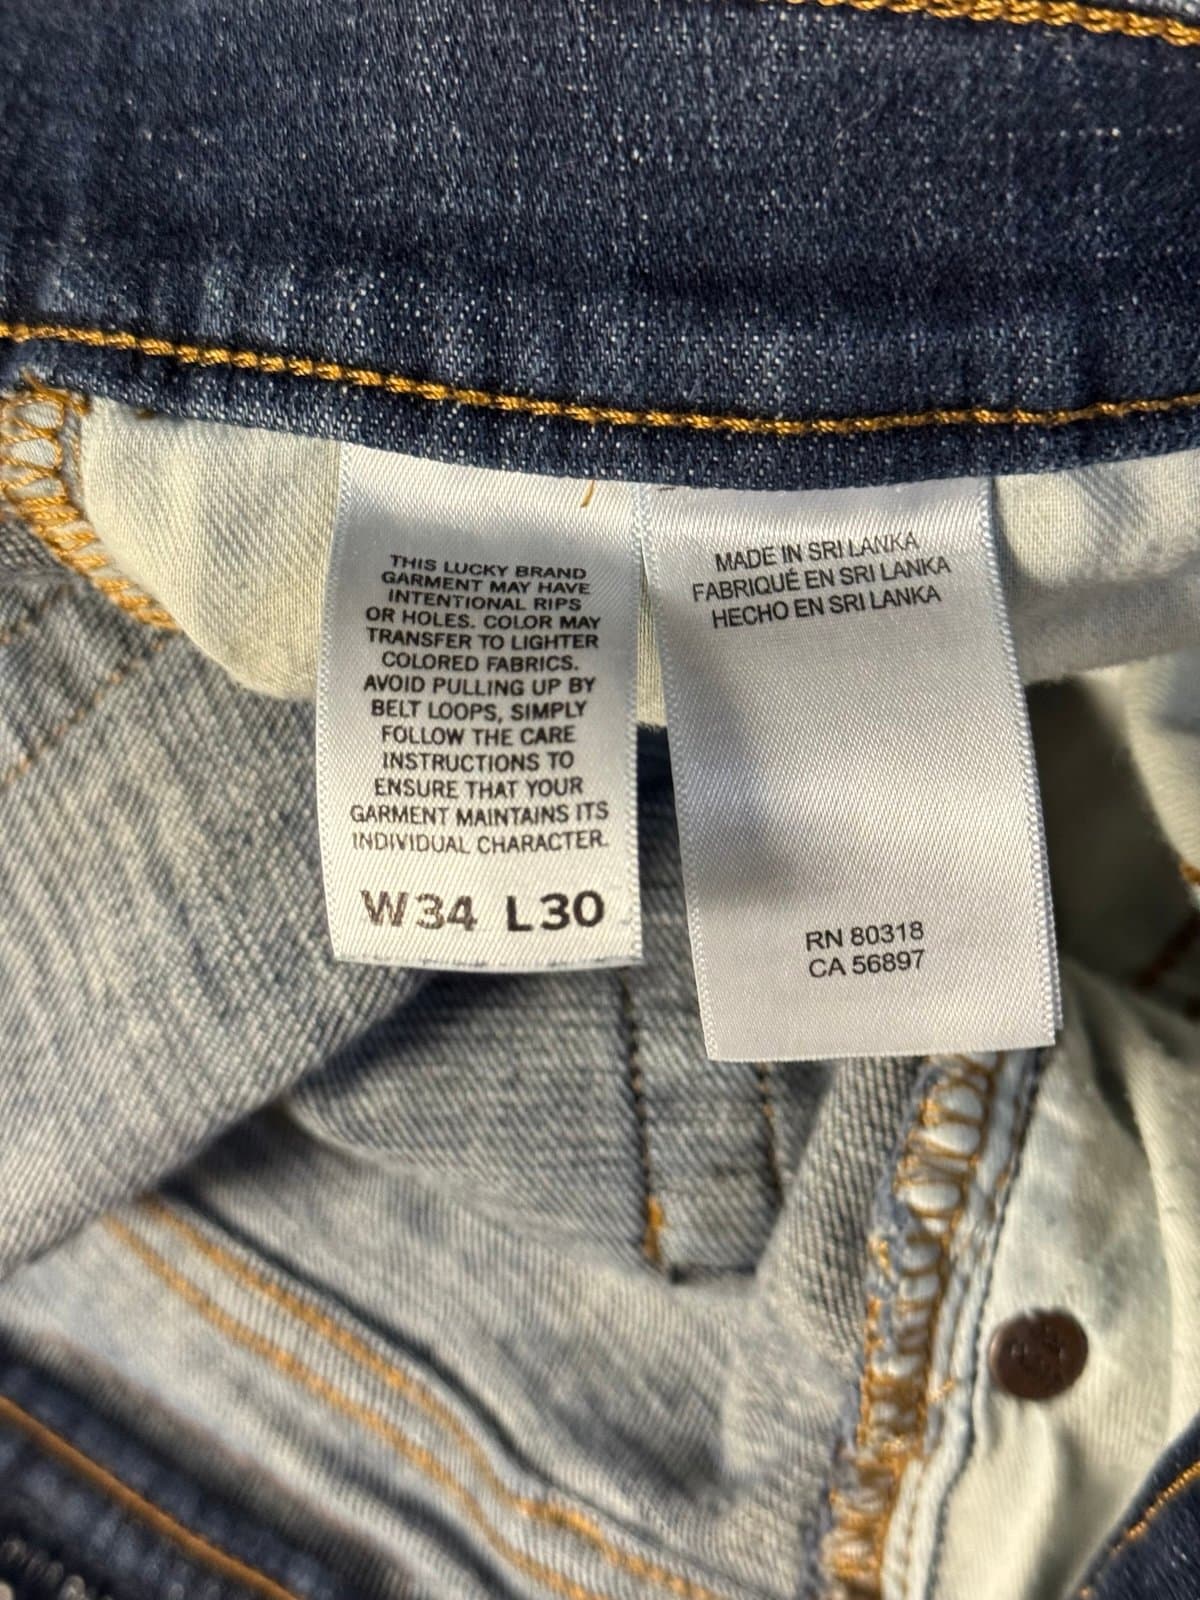 THIS LUCKY BRAND
GARMENT MAY HAVE
INTENTIONAL RIPS
OR HOLES. COLOR MAY
TRANSFER TO LIGHTER
COLORED FABRICS.
AVOID PULLING UP BY
BELT LOOPS, SIMPLY
FOLLOW THE CARE
INSTRUCTIONS TO
ENSURE THAT YOUR
GARMENT MAINTAINS ITS
INDIVIDUAL CHARACTER.
W34 L30
MADE IN SRI LANKA
FABRIQUÉ EN SRI LANKA
HECHO EN SRI LANKA
RN 80318
CA 56897